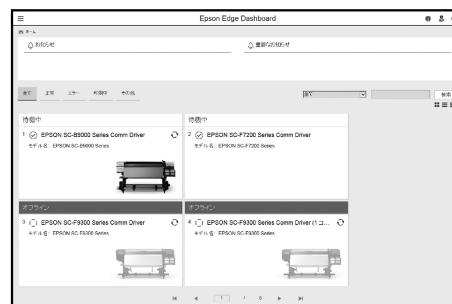 Epson Edge Dashboard
ホーム
お知らせ
重要なお知らせ
全て 正常 エラー 印刷中 その他
全て 検索
待機中
1 EPSON SC-B9000 Series Comm Driver
モデル名: EPSON SC-B9000 Series
待機中
2 EPSON SC-F7200 Series Comm Driver
モデル名: EPSON SC-F7200 Series
オフライン
3 EPSON SC-F9300 Series Comm Driver
モデル名: EPSON SC-F9300 Series
オフライン
4 EPSON SC-F9300 Series Comm Driver (1 コ...
モデル名: EPSON SC-F9300 Series
1 / 8